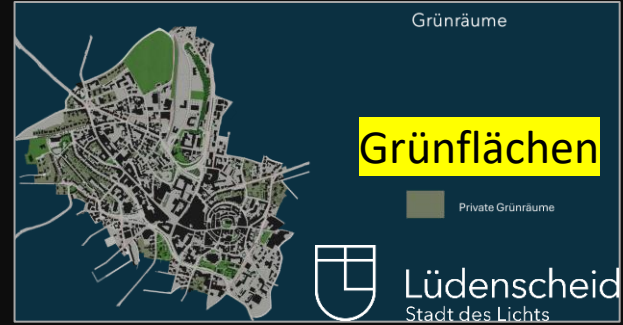 Grünräume
Grünflächen
Private Grünräume
Lüdenscheid
Stadt des Lichts